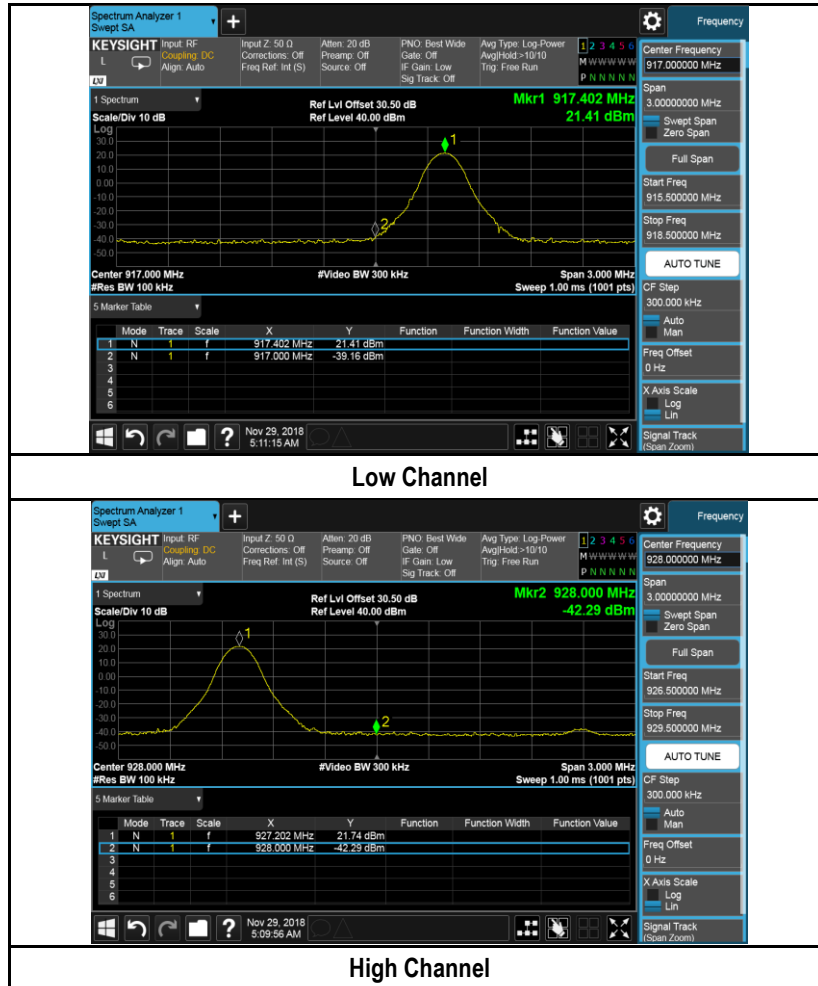 Spectrum Analyzer 1
Swept SA
+
Frequency
KEYSIGHT
L
LXI
Input: RF
Coupling: DC
Align: Auto
Input Z: 50 Ω
Corrections: Off
Freq Ref: Int (S)
Atten: 20 dB
Preamp: Off
Source: Off
PNO: Best Wide
Gate: Off
IF Gain: Low
Sig Track: Off
Avg Type: Log-Power
Avg|Hold:>10/10
Trig: Free Run
1 2 3 4 5 6
M W W W W W
P N N N N N
1 Spectrum
Scale/Div 10 dB
Ref Lvl Offset 30.50 dB
Ref Level 40.00 dBm
Mkr1 917.402 MHz
21.41 dBm
Log
30.0
20.0
10.0
0.00
-10.0
-20.0
-30.0
-40.0
-50.0
1
2
Center 917.000 MHz
#Res BW 100 kHz
#Video BW 300 kHz
Span 3.000 MHz
Sweep 1.00 ms (1001 pts)
5 Marker Table
Mode Trace Scale X Y Function Function Width Function Value
1 N 1 f 917.402 MHz 21.41 dBm
2 N 1 f 917.000 MHz -39.16 dBm
3
4
5
6
Nov 29, 2018
5:11:15 AM
Center Frequency
917.000000 MHz
Span
3.00000000 MHz
Swept Span
Zero Span
Full Span
Start Freq
915.500000 MHz
Stop Freq
918.500000 MHz
AUTO TUNE
CF Step
300.000 kHz
Auto
Man
Freq Offset
0 Hz
X Axis Scale
Log
Lin
Signal Track
(Span Zoom)
Low Channel
Spectrum Analyzer 1
Swept SA
+
Frequency
KEYSIGHT
L
LXI
Input: RF
Coupling: DC
Align: Auto
Input Z: 50 Ω
Corrections: Off
Freq Ref: Int (S)
Atten: 20 dB
Preamp: Off
Source: Off
PNO: Best Wide
Gate: Off
IF Gain: Low
Sig Track: Off
Avg Type: Log-Power
Avg|Hold:>10/10
Trig: Free Run
1 2 3 4 5 6
M W W W W W
P N N N N N
1 Spectrum
Scale/Div 10 dB
Ref Lvl Offset 30.50 dB
Ref Level 40.00 dBm
Mkr2 928.000 MHz
-42.29 dBm
Log
30.0
20.0
10.0
0.00
-10.0
-20.0
-30.0
-40.0
-50.0
1
2
Center 928.000 MHz
#Res BW 100 kHz
#Video BW 300 kHz
Span 3.000 MHz
Sweep 1.00 ms (1001 pts)
5 Marker Table
Mode Trace Scale X Y Function Function Width Function Value
1 N 1 f 927.202 MHz 21.74 dBm
2 N 1 f 928.000 MHz -42.29 dBm
3
4
5
6
Nov 29, 2018
5:09:56 AM
Center Frequency
928.000000 MHz
Span
3.00000000 MHz
Swept Span
Zero Span
Full Span
Start Freq
926.500000 MHz
Stop Freq
929.500000 MHz
AUTO TUNE
CF Step
300.000 kHz
Auto
Man
Freq Offset
0 Hz
X Axis Scale
Log
Lin
Signal Track
(Span Zoom)
High Channel